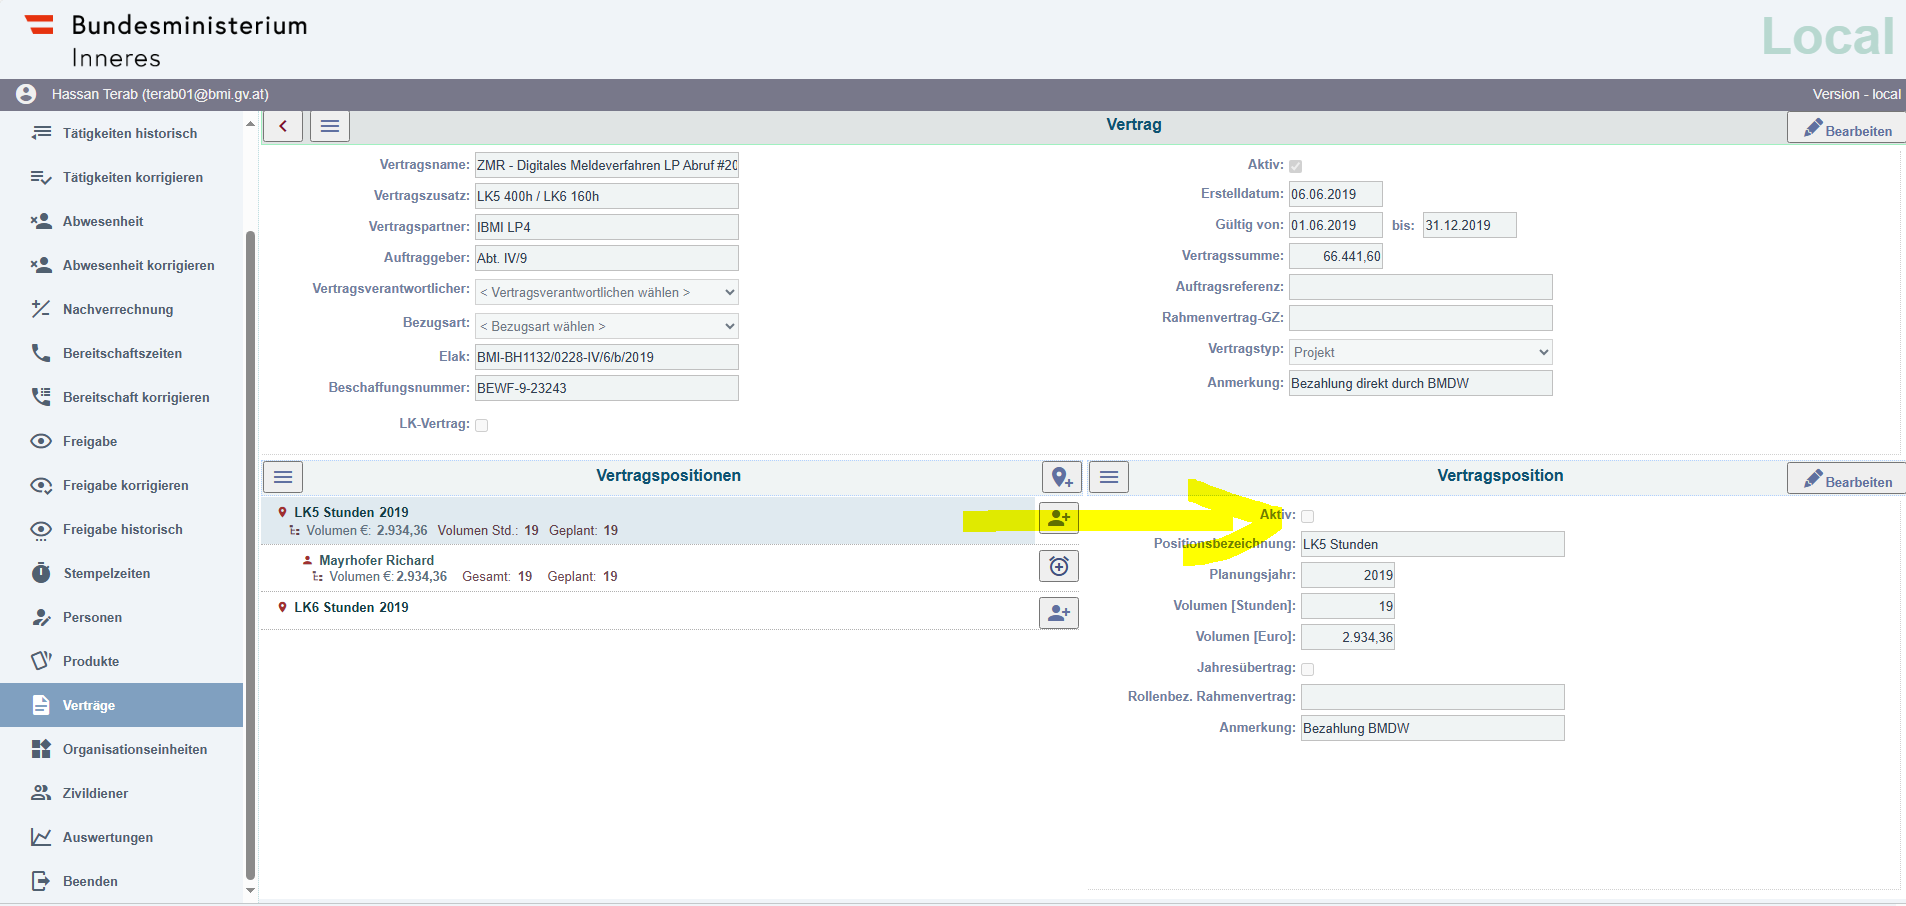 Bundesministerium
Inneres
Local
Hassan Terab (terab01@bmi.gv.at)
Version - local
Tätigkeiten historisch
Tätigkeiten korrigieren
Abwesenheit
Abwesenheit korrigieren
Nachverrechnung
Bereitschaftszeiten
Bereitschaft korrigieren
Freigabe
Freigabe korrigieren
Freigabe historisch
Stempelzeiten
Personen
Produkte
Verträge
Organisationseinheiten
Zivildiener
Auswertungen
Beenden
Vertrag
Bearbeiten
Vertragsname: ZMR - Digitales Meldeverfahren LP Abruf #20
Vertragszusatz: LK5 400h / LK6 160h
Vertragspartner: IBMI LP4
Auftraggeber: Abt. IV/9
Vertragsverantwortlicher: < Vertragsverantwortlichen wählen >
Bezugsart: < Bezugsart wählen >
Elak: BMI-BH1132/0228-IV/6/b/2019
Beschaffungsnummer: BEWF-9-23243
LK-Vertrag:
Aktiv:
Erstelldatum: 06.06.2019
Gültig von: 01.06.2019 bis: 31.12.2019
Vertragssumme: 66.441,60
Auftragsreferenz:
Rahmenvertrag-GZ:
Vertragstyp: Projekt
Anmerkung: Bezahlung direkt durch BMDW
Vertragspositionen
LK5 Stunden 2019
Volumen €: 2.934,36 Volumen Std.: 19 Geplant: 19
Mayrhofer Richard
Volumen €: 2.934,36 Gesamt: 19 Geplant: 19
LK6 Stunden 2019
Vertragsposition
Bearbeiten
Aktiv:
Positionsbezeichnung: LK5 Stunden
Planungsjahr: 2019
Volumen [Stunden]: 19
Volumen [Euro]: 2.934,36
Jahresübertrag:
Rollenbez. Rahmenvertrag:
Anmerkung: Bezahlung BMDW